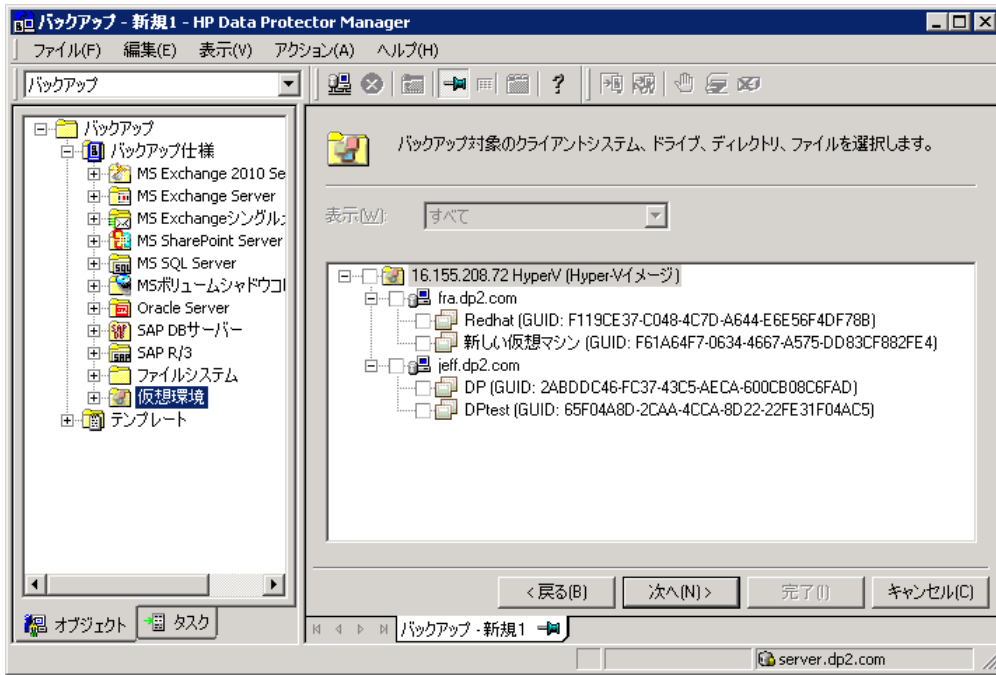 バックアップ - 新規1 - HP Data Protector Manager
ファイル(F) 編集(E) 表示(V) アクション(A) ヘルプ(H)
バックアップ
バックアップ
バックアップ仕様
MS Exchange 2010 Se
MS Exchange Server
MS Exchangeシングル
MS SharePoint Server
MS SQL Server
MSボリュームシャドウコ
Oracle Server
SAP DBサーバー
SAP R/3
ファイルシステム
仮想環境
テンプレート
オブジェクト タスク
バックアップ対象のクライアントシステム、ドライブ、ディレクトリ、ファイルを選択します。
表示(W): すべて
16.155.208.72 HyperV (Hyper-Vイメージ)
fra.dp2.com
Redhat (GUID: F119CE37-C048-4C7D-A644-E6E56F4DF78B)
新しい仮想マシン (GUID: F61A64F7-0634-4667-A575-DD83CF882FE4)
jeff.dp2.com
DP (GUID: 2ABDDC46-FC37-43C5-AECA-600CB08C6FAD)
DPtest (GUID: 65F04A8D-2CAA-4CCA-8D22-22FE31F04AC5)
< 戻る(B) 次へ(N) > 完了(I) キャンセル(C)
バックアップ - 新規1
server.dp2.com